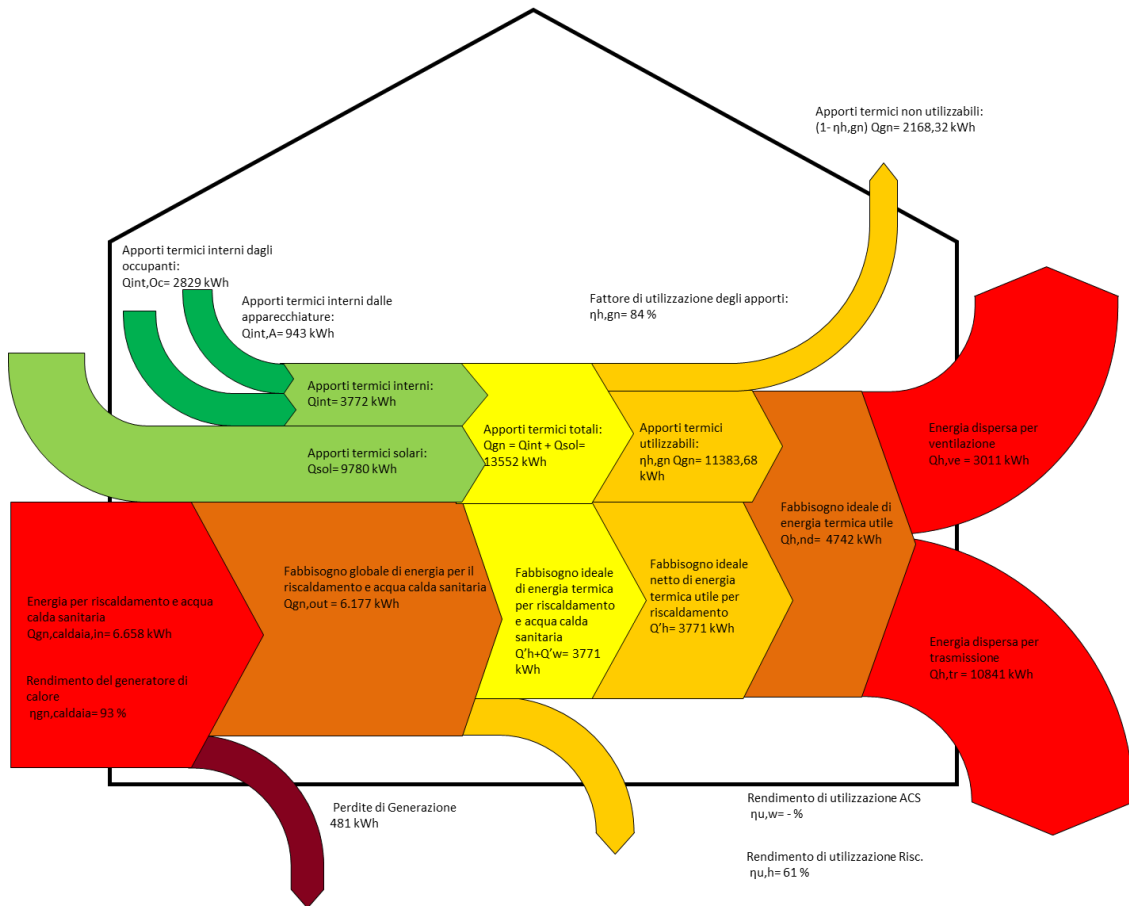 Apporti termici non utilizzabili:
(1- ηh,gn) Qgn= 2168,32 kWh
Apporti termici interni dagli
occupanti:
Qint,Oc= 2829 kWh
Apporti termici interni dalle
apparecchiature:
Qint,A= 943 kWh
Fattore di utilizzazione degli apporti:
ηh,gn= 84 %
Apporti termici interni:
Qint= 3772 kWh
Apporti termici solari:
Qsol= 9780 kWh
Apporti termici totali:
Qgn = Qint + Qsol=
13552 kWh
Apporti termici
utilizzabili:
ηh,gn Qgn= 11383,68
kWh
Energia dispersa per
ventilazione
Qh,ve = 3011 kWh
Fabbisogno ideale di
energia termica utile
Qh,nd= 4742 kWh
Energia per riscaldamento e acqua
calda sanitaria
Qgn,caldaia,in= 6.658 kWh
Rendimento del generatore di
calore
ηgn,caldaia= 93 %
Fabbisogno globale di energia per il
riscaldamento e acqua calda sanitaria
Qgn,out = 6.177 kWh
Fabbisogno ideale
di energia termica
per riscaldamento
e acqua calda
sanitaria
Q'h+Q'w= 3771
kWh
Fabbisogno ideale
netto di energia
termica utile per
riscaldamento
Q'h= 3771 kWh
Energia dispersa per
trasmissione
Qh,tr = 10841 kWh
Perdite di Generazione
481 kWh
Rendimento di utilizzazione ACS
ηu,w= - %
Rendimento di utilizzazione Risc.
ηu,h= 61 %